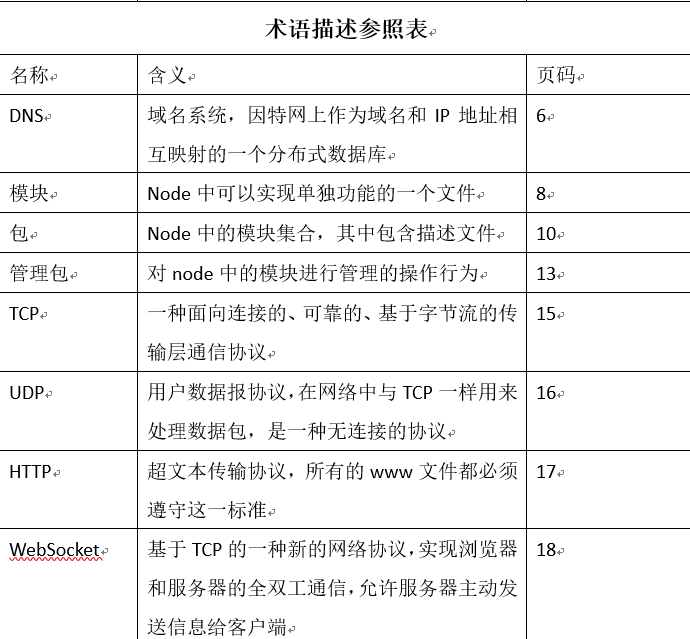 术语描述参照表
名称 含义 页码
DNS 域名系统，因特网上作为域名和 IP 地址相 6
互映射的一个分布式数据库
模块 Node 中可以实现单独功能的一个文件 8
包 Node 中的模块集合，其中包含描述文件 10
管理包 对 node 中的模块进行管理的操作行为 13
TCP 一种面向连接的、可靠的、基于字节流的传 15
输层通信协议
UDP 用户数据报协议，在网络中与 TCP 一样用来 16
处理数据包，是一种无连接的协议
HTTP 超文本传输协议，所有的 www 文件都必须 17
遵守这一标准
WebSocket 基于 TCP 的一种新的网络协议，实现浏览器 18
和服务器的全双工通信，允许服务器主动发
送信息给客户端